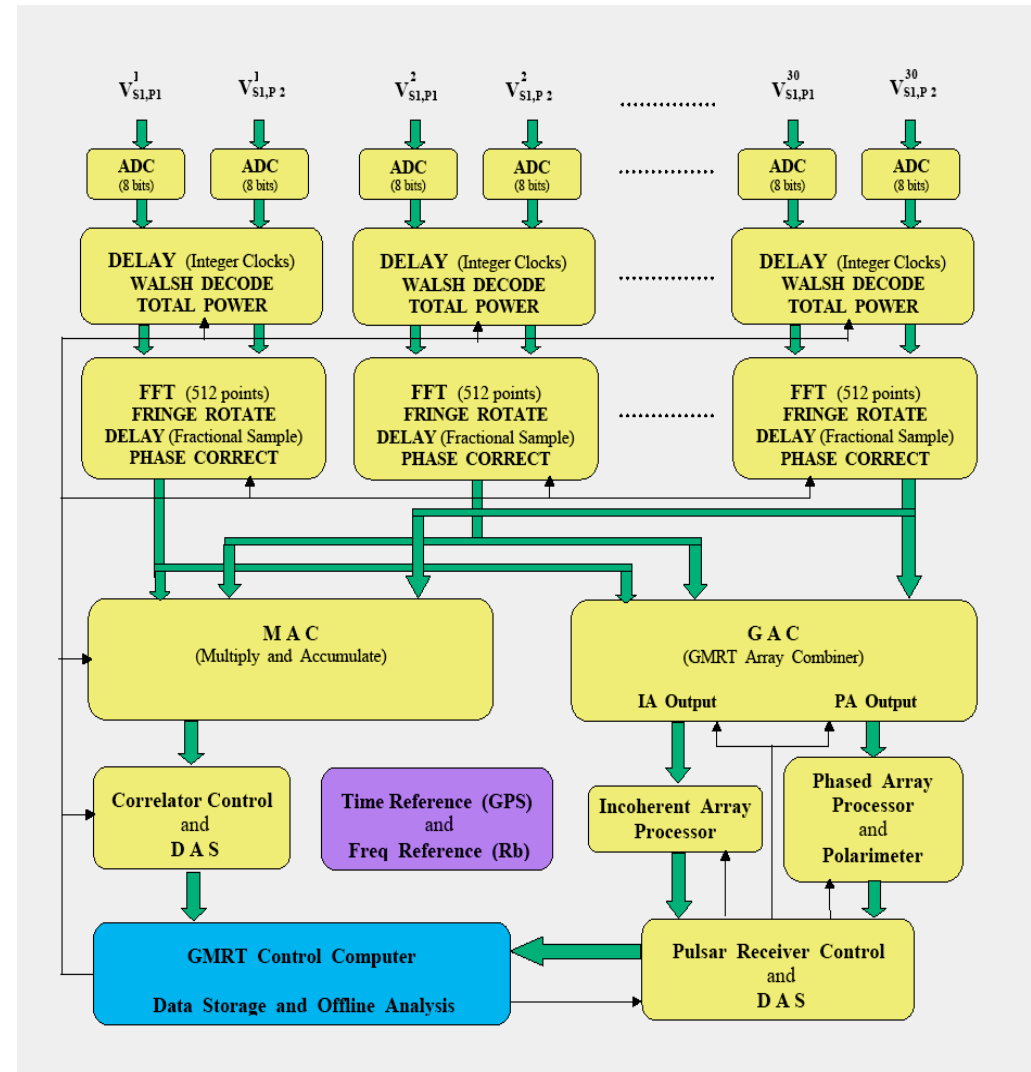 V¹S1,P1 V¹S1,P 2 V²S1,P1 V²S1,P 2 .............. V³⁰S1,P1 V³⁰S1,P 2
ADC ADC ADC ADC .............. ADC ADC
(8 bits) (8 bits) (8 bits) (8 bits) (8 bits) (8 bits)
DELAY (Integer Clocks)
WALSH DECODE
TOTAL POWER
DELAY (Integer Clocks)
WALSH DECODE
TOTAL POWER
..............
DELAY (Integer Clocks)
WALSH DECODE
TOTAL POWER
FFT (512 points)
FRINGE ROTATE
DELAY (Fractional Sample)
PHASE CORRECT
FFT (512 points)
FRINGE ROTATE
DELAY (Fractional Sample)
PHASE CORRECT
..............
FFT (512 points)
FRINGE ROTATE
DELAY (Fractional Sample)
PHASE CORRECT
M A C
(Multiply and Accumulate)
G A C
(GMRT Array Combiner)
IA Output PA Output
Correlator Control
and
D A S
Time Reference (GPS)
and
Freq Reference (Rb)
Incoherent Array
Processor
Phased Array
Processor
and
Polarimeter
GMRT Control Computer
Data Storage and Offline Analysis
Pulsar Receiver Control
and
D A S